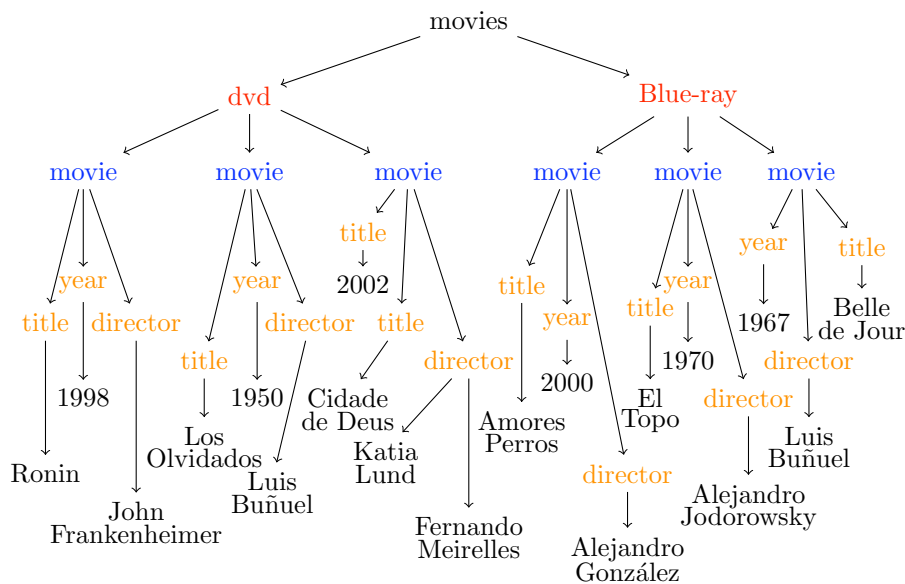 movies
dvd
Blue-ray
movie
movie
movie
movie
movie
movie
title
year
title
year
year
title
year
title
2002
title
Belle
de Jour
title
director
director
title
year
1967
title
director
1970
director
2000
1998
1950
Cidade
de Deus
El
Topo
director
Amores
Perros
Los
Olvidados
Katia
Lund
Luis
Buñuel
Ronin
Luis
Buñuel
director
John
Frankenheimer
Alejandro
Jodorowsky
Fernando
Meirelles
Alejandro
González